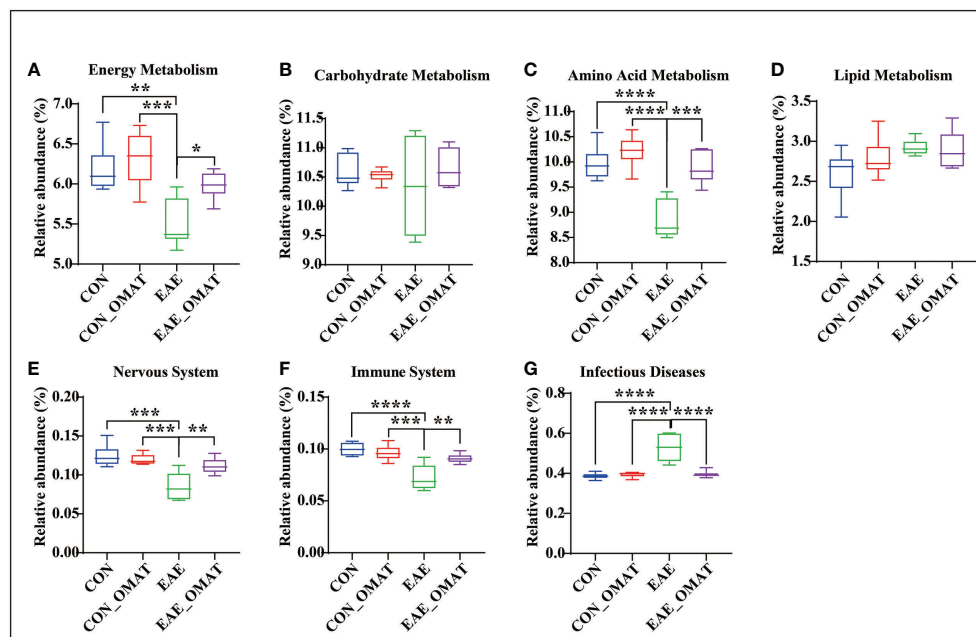 A
Energy Metabolism
Relative abundance (%)
7.0
6.5
6.0
5.5
5.0
**
***
*
CON
CON_OMAT
EAE
EAE_OMAT
B
Carbohydrate Metabolism
Relative abundance (%)
11.5
11.0
10.5
10.0
9.5
9.0
CON
CON_OMAT
EAE
EAE_OMAT
C
Amino Acid Metabolism
Relative abundance (%)
11.0
10.5
10.0
9.5
9.0
8.5
8.0
****
**** ***
CON
CON_OMAT
EAE
EAE_OMAT
D
Lipid Metabolism
Relative abundance (%)
3.5
3.0
2.5
2.0
1.5
CON
CON_OMAT
EAE
EAE_OMAT
E
Nervous System
Relative abundance (%)
0.20
0.15
0.10
0.05
0.00
***
*** **
CON
CON_OMAT
EAE
EAE_OMAT
F
Immune System
Relative abundance (%)
0.15
0.10
0.05
0.00
****
*** **
CON
CON_OMAT
EAE
EAE_OMAT
G
Infectious Diseases
Relative abundance (%)
0.8
0.6
0.4
0.2
0.0
****
**** ****
CON
CON_OMAT
EAE
EAE_OMAT